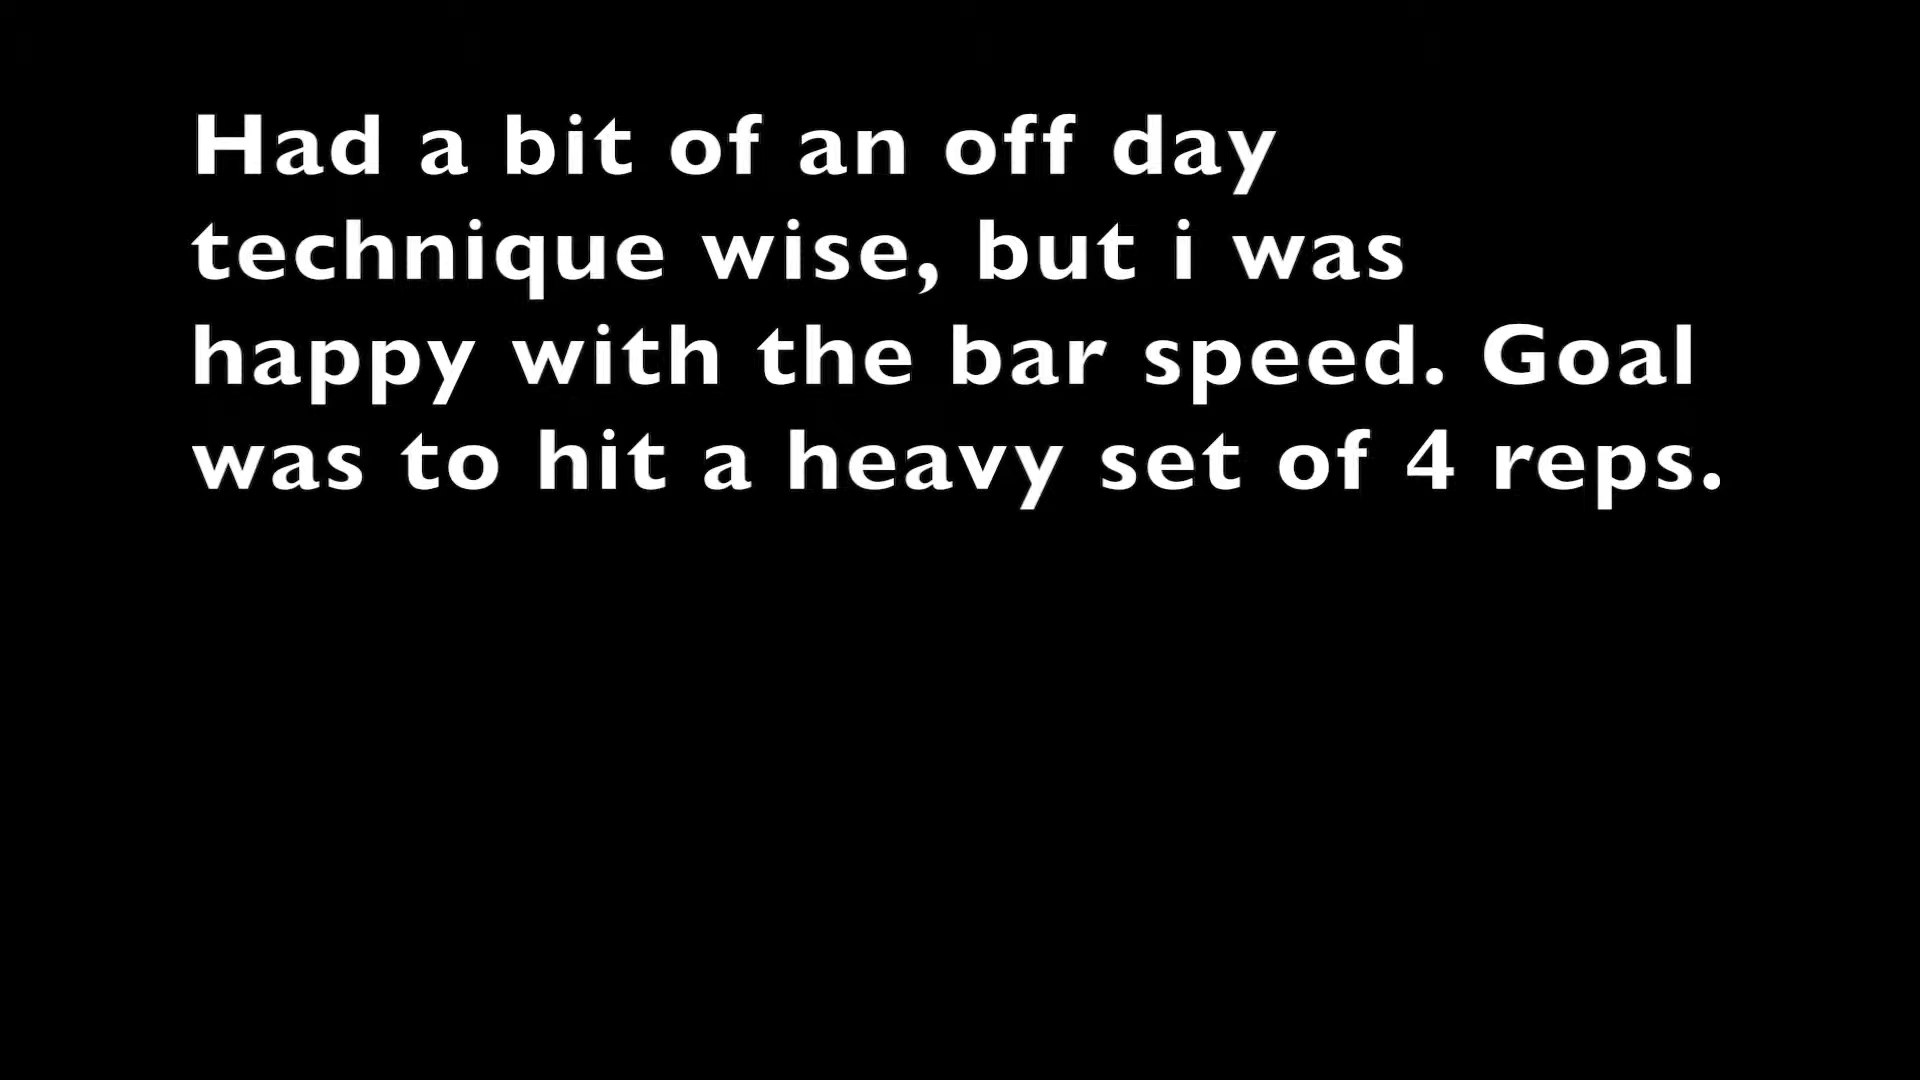 Had a bit of an off day
technique wise, but i was
happy with the bar speed. Goal
was to hit a heavy set of 4 reps.